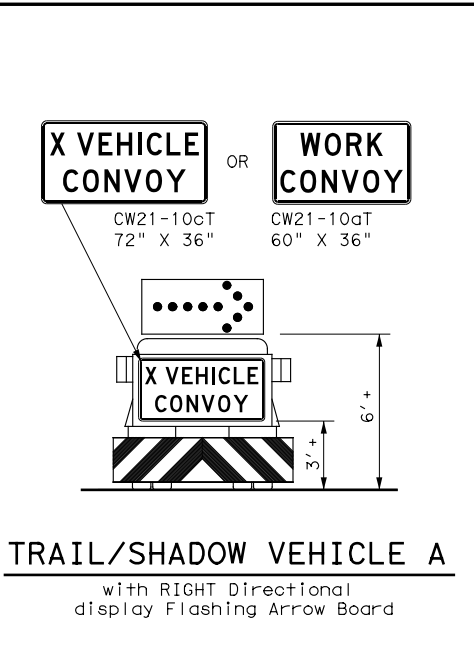 X VEHICLE
CONVOY
OR
WORK
CONVOY
CW21-10cT
72" X 36"
CW21-10aT
60" X 36"
X VEHICLE
CONVOY
6'+
3'+
TRAIL/SHADOW VEHICLE A
with RIGHT Directional
display Flashing Arrow Board